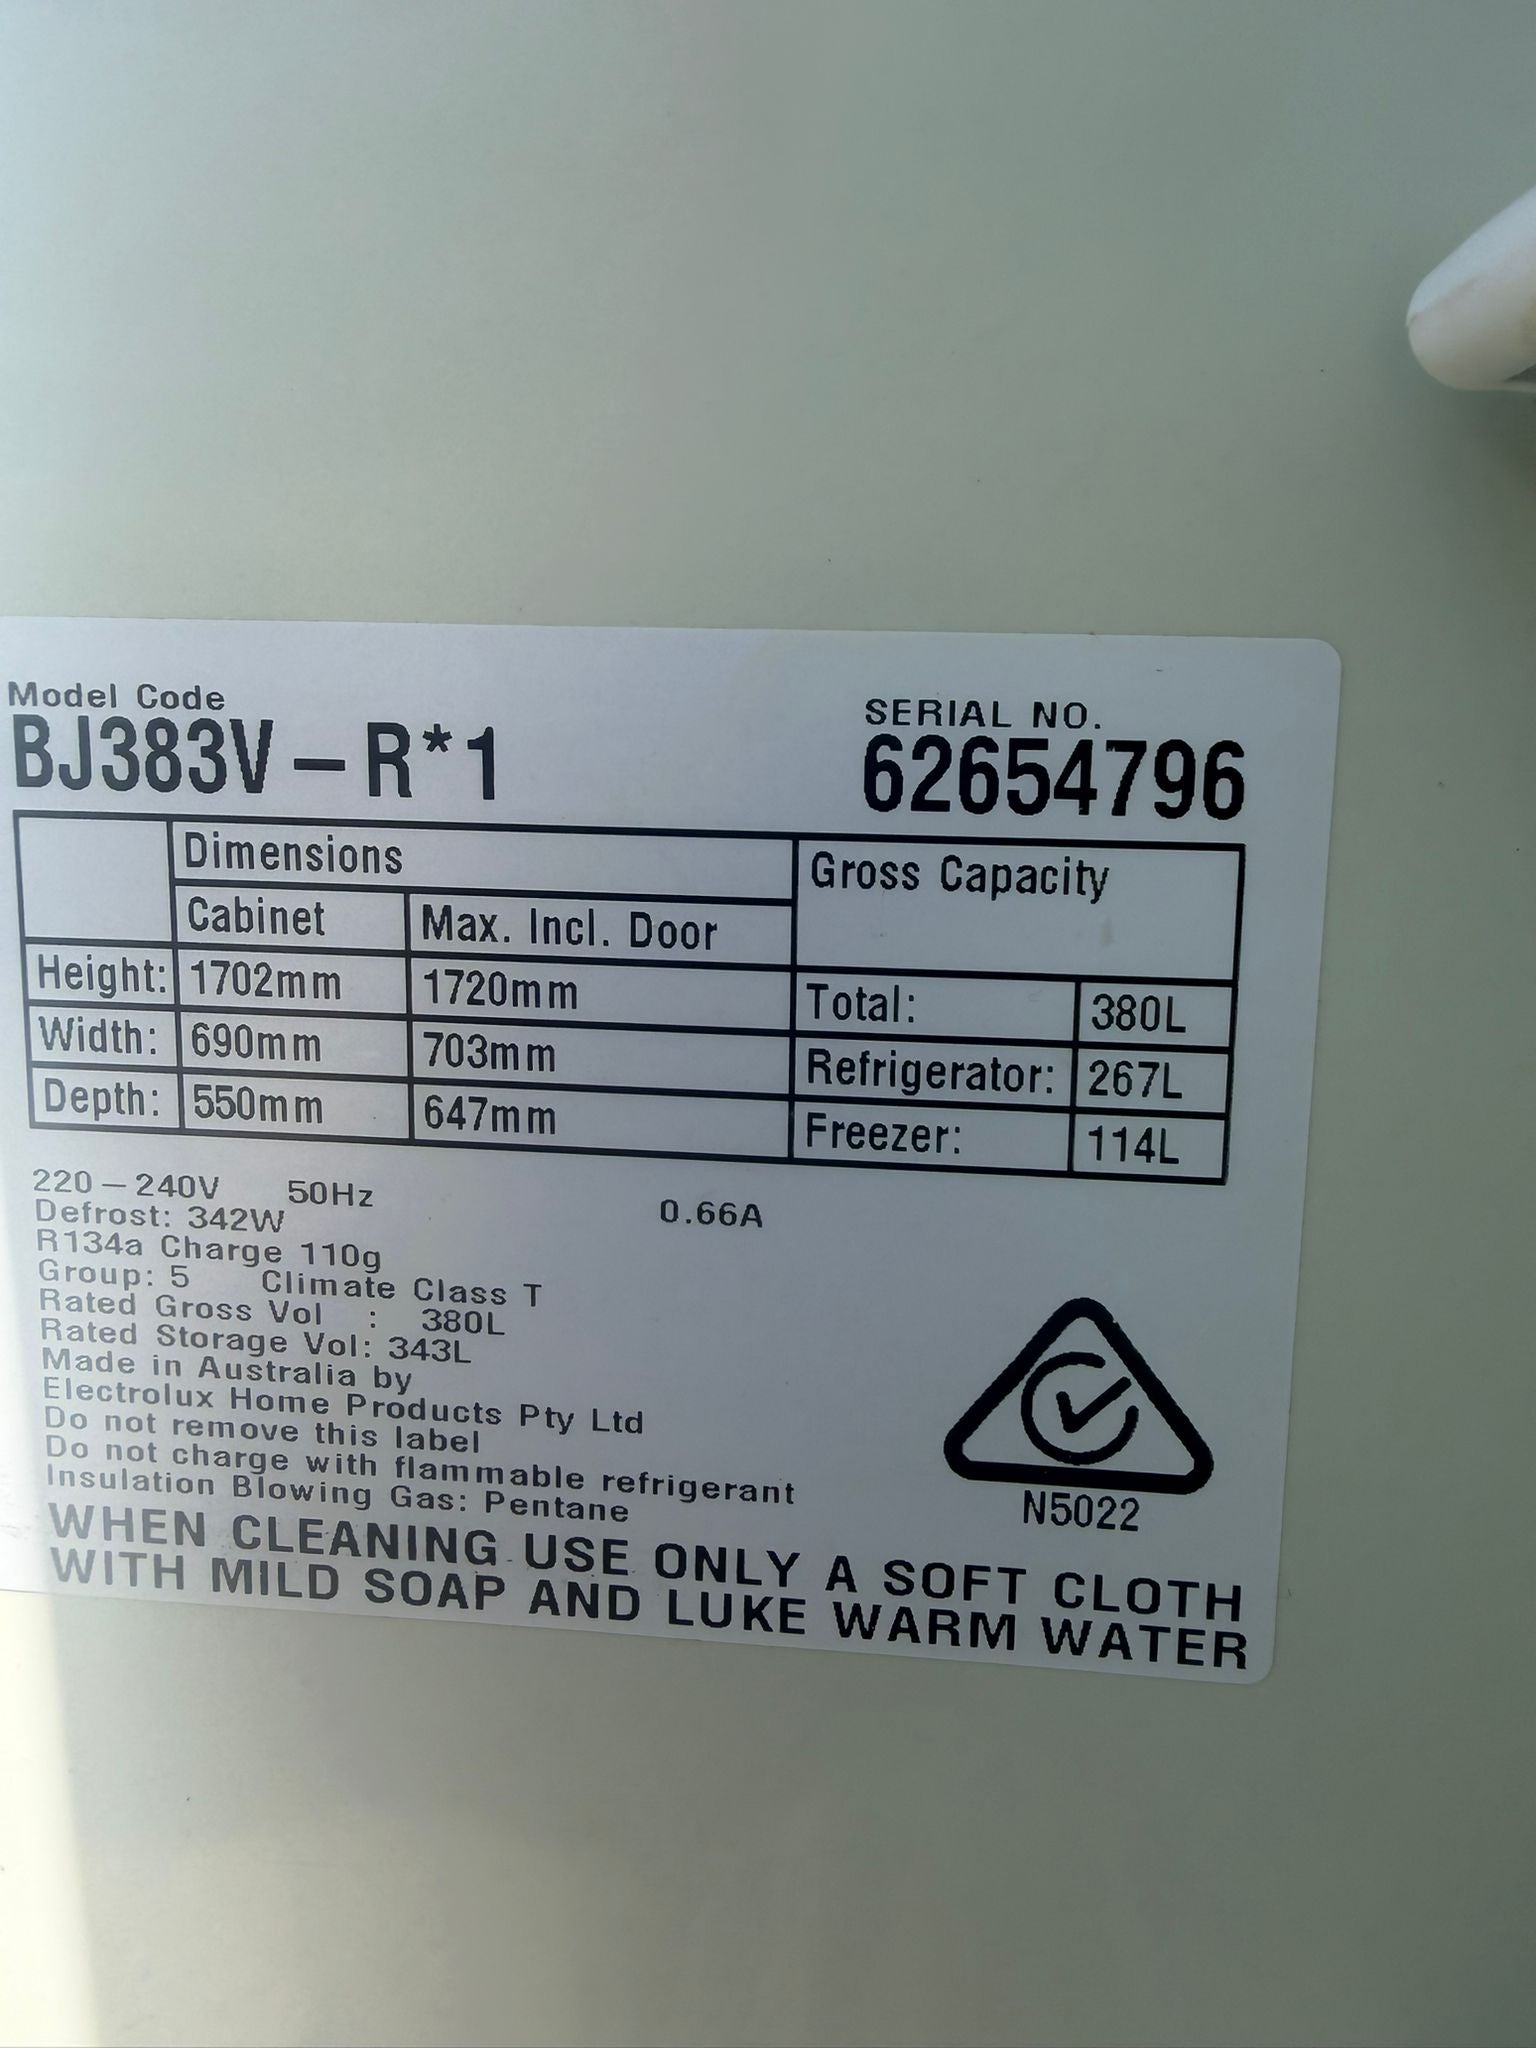 Model Code
BJ383V-R*1
SERIAL NO.
62654796
Dimensions
Gross Capacity
Cabinet Max. Incl. Door
Height: 1702mm 1720mm Total: 380L
Width: 690mm 703mm Refrigerator: 267L
Depth: 550mm 647mm Freezer: 114L
220-240V 50Hz 0.66A
Defrost: 342W
R134a Charge 110g
Group: 5 Climate Class T
Rated Gross Vol : 380L
Rated Storage Vol: 343L
Made in Australia by
Electrolux Home Products Pty Ltd
Do not remove this label
Do not charge with flammable refrigerant
Insulation Blowing Gas: Pentane
N5022
WHEN CLEANING USE ONLY A SOFT CLOTH
WITH MILD SOAP AND LUKE WARM WATER